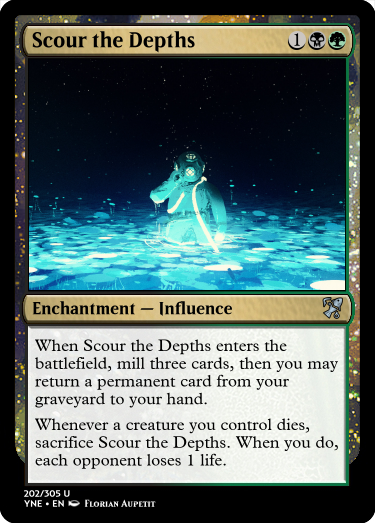 Scour the Depths 1
Enchantment — Influence
When Scour the Depths enters the
battlefield, mill three cards, then you may
return a permanent card from your
graveyard to your hand.
Whenever a creature you control dies,
sacrifice Scour the Depths. When you do,
each opponent loses 1 life.
202/305 U
YNE • EN Florian Aupetit